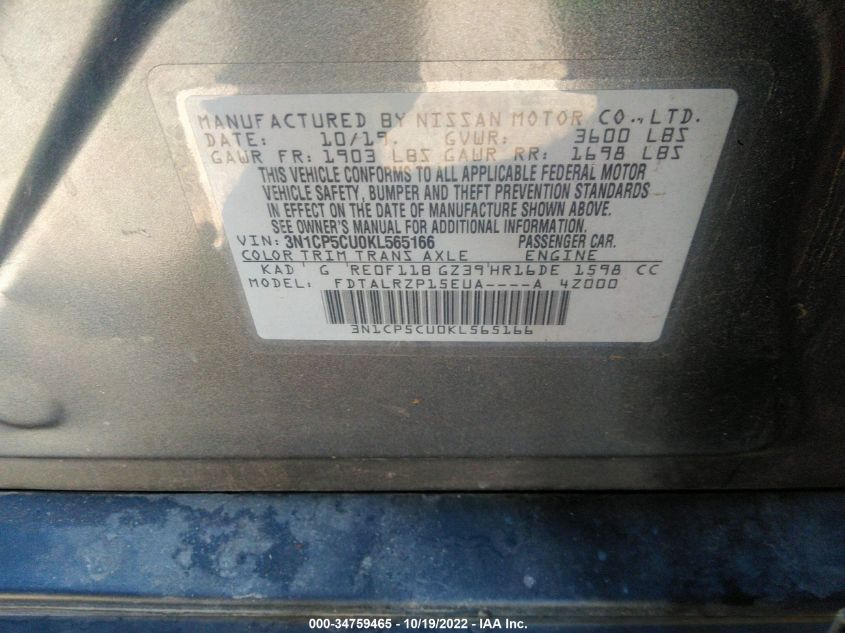 MANUFACTURED BY NISSAN MOTOR CO., LTD.
DATE: 10/19. GVWR: 3600 LBS
GAWR FR: 1903 LBS GAWR RR: 1698 LBS
THIS VEHICLE CONFORMS TO ALL APPLICABLE FEDERAL MOTOR
VEHICLE SAFETY, BUMPER AND THEFT PREVENTION STANDARDS
IN EFFECT ON THE DATE OF MANUFACTURE SHOWN ABOVE.
SEE OWNER'S MANUAL FOR ADDITIONAL INFORMATION.
VIN: 3N1CP5CU0KL565166 PASSENGER CAR.
COLOR TRIM TRANS AXLE ENGINE
KAD G RE0F11B GZ39 HR16DE 1598 CC
MODEL: FDTALRZP15EUA----A 4Z000
3N1CP5CU0KL565166
000-34759465 - 10/19/2022 - IAA Inc.